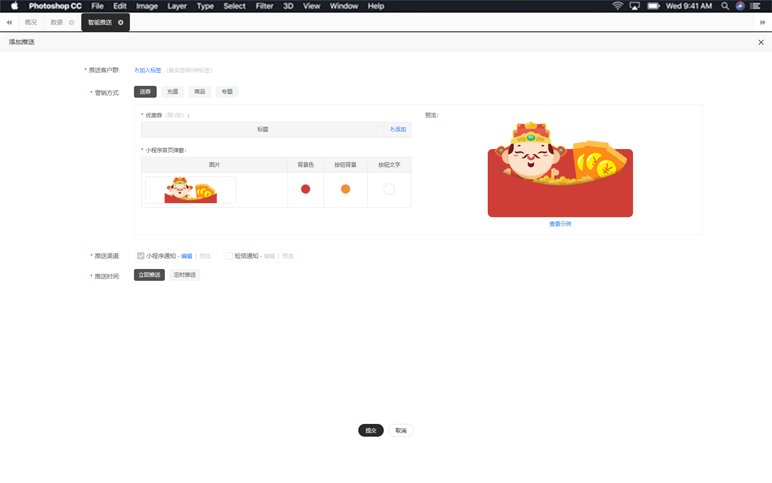 Photoshop CC File Edit Image Layer Type Select Filter 3D View Window Help Wed 9:41 AM
概况 数据 智能推送
添加推送
* 推送客户群: 加入标签 (最多选择5种标签)
* 营销方式: 送券 充值 商品 专题
* 优惠券 (限3张) : 预览:
标题 添加
* 小程序首页弹窗:
图片 背景色 按钮背景 按钮文字
查看示例
* 推送渠道: 小程序通知 - 编辑 | 预览 短信通知 - 编辑 | 预览
* 推送时间: 立即推送 定时推送
提交 取消